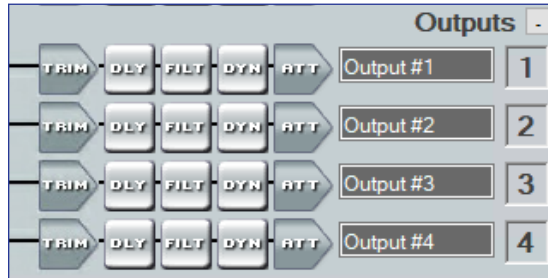 Outputs -
TRIM DLY FILT DYN ATT Output #1 1
TRIM DLY FILT DYN ATT Output #2 2
TRIM DLY FILT DYN ATT Output #3 3
TRIM DLY FILT DYN ATT Output #4 4